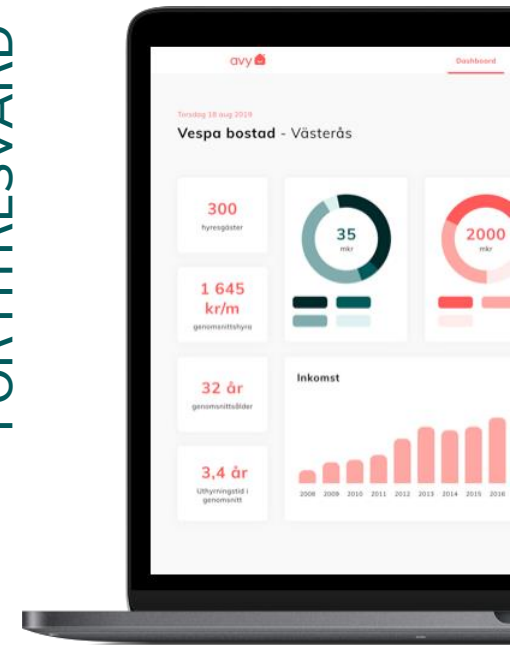 avy
Dashboard
Torsdag 18 aug 2019
Vespa bostad - Västerås
300
hyresgäster
35
mkr
2000
mkr
1 645
kr/m
genomsnittshyra
32 år
genomsnittsålder
3,4 år
Uthyrningstid i
genomsnitt
Inkomst
2008 2009 2010 2011 2012 2013 2014 2015 2016